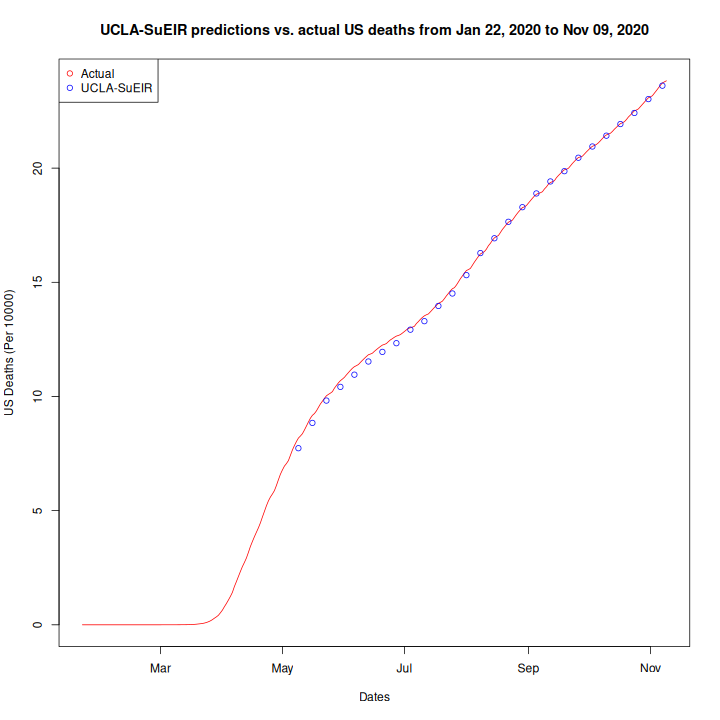 UCLA-SuEIR predictions vs. actual US deaths from Jan 22, 2020 to Nov 09, 2020
Actual
UCLA-SuEIR
US Deaths (Per 10000)
20
15
10
5
0
Mar May Jul Sep Nov
Dates